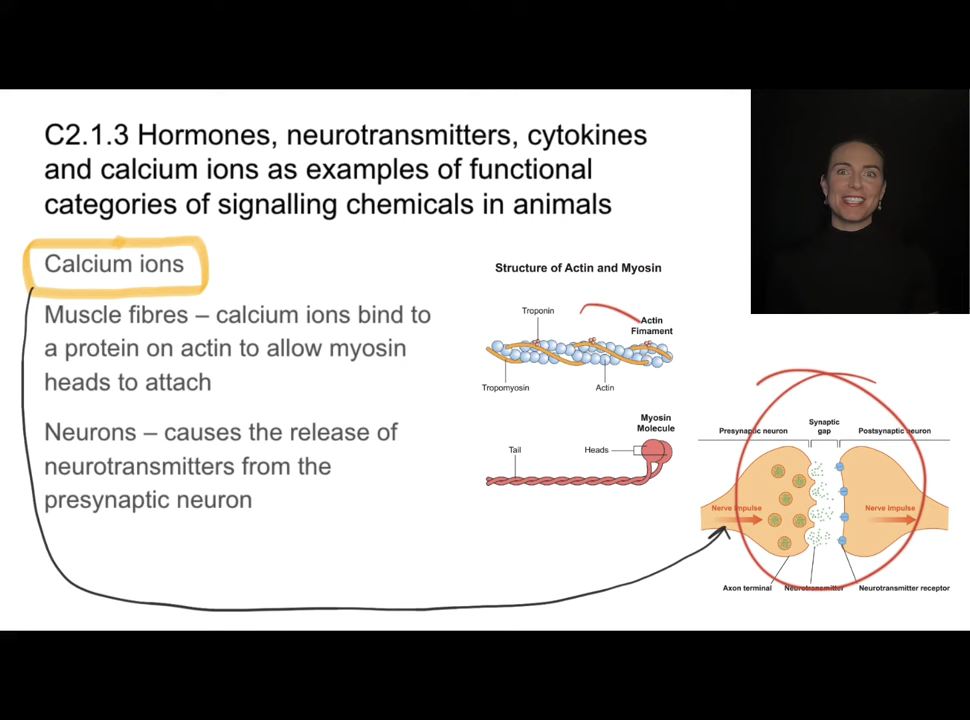 C2.1.3 Hormones, neurotransmitters, cytokines
and calcium ions as examples of functional
categories of signalling chemicals in animals
Calcium ions
Muscle fibres – calcium ions bind to
a protein on actin to allow myosin
heads to attach
Neurons – causes the release of
neurotransmitters from the
presynaptic neuron
Structure of Actin and Myosin
Troponin
Actin
Fimament
Tropomyosin
Actin
Myosin
Molecule
Tail
Heads
Synaptic
gap
Presynaptic neuron
Postsynaptic neuron
Nerve impulse
Nerve impulse
Axon terminal
Neurotransmitter
Neurotransmitter receptor